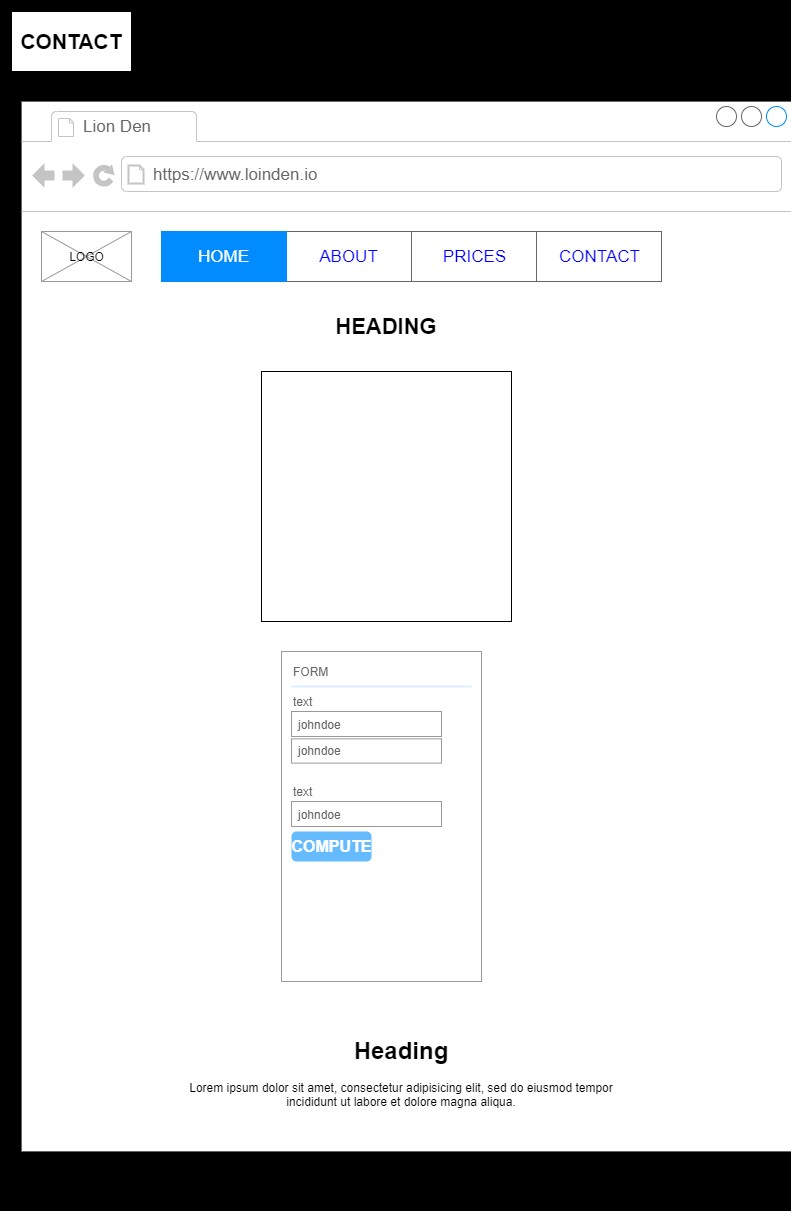 CONTACT
Lion Den
https://www.loinden.io
LOGO
HOME ABOUT PRICES CONTACT
HEADING
FORM
text
johndoe
johndoe
text
johndoe
COMPUTE
Heading
Lorem ipsum dolor sit amet, consectetur adipisicing elit, sed do eiusmod tempor
incididunt ut labore et dolore magna aliqua.